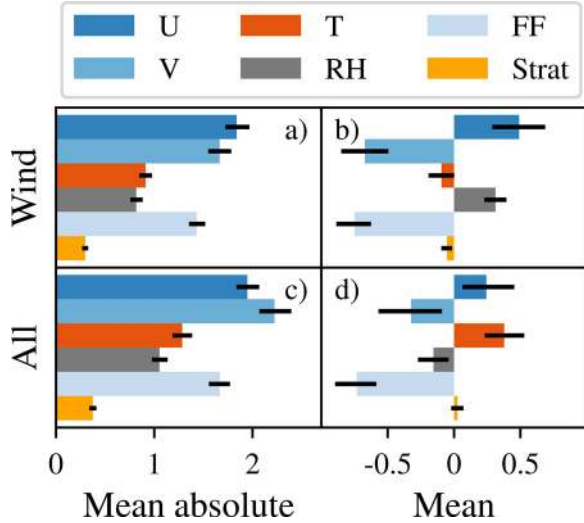 U T FF
V RH Strat
Wind a) b)
All c) d)
0 1 2 -0.5 0 0.5
Mean absolute Mean